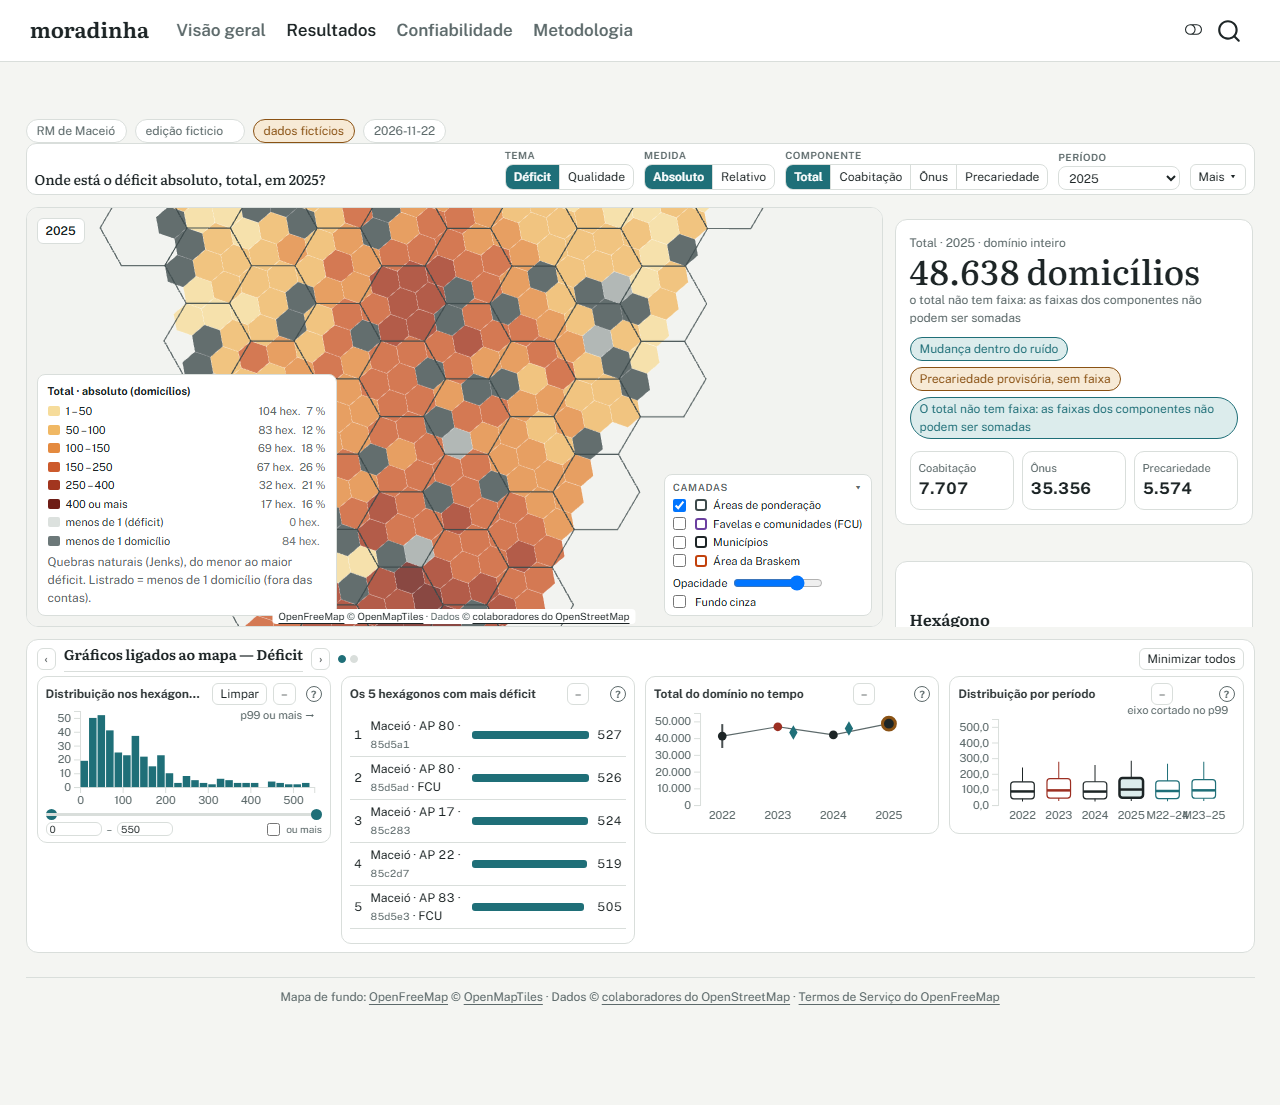 moradinha Visão geral Resultados Confiabilidade Metodologia
RM de Maceió edição ficticio dados fictícios 2026-11-22
TEMA MEDIDA COMPONENTE PERÍODO
Onde está o déficit absoluto, total, em 2025? Déficit Qualidade Absoluto Relativo Total Coabitação Ônus Precariedade 2025 Mais
2025
Total · 2025 · domínio inteiro
48.638 domicílios
o total não tem faixa: as faixas dos componentes não
podem ser somadas
Mudança dentro do ruído
Precariedade provisória, sem faixa
O total não tem faixa: as faixas dos componentes não
podem ser somadas
Coabitação Ônus Precariedade
7.707 35.356 5.574
Hexágono
Total · absoluto (domicílios)
1–50 104 hex. 7 %
50–100 83 hex. 12 %
100–150 69 hex. 18 %
150–250 67 hex. 26 %
250–400 32 hex. 21 %
400 ou mais 17 hex. 16 %
menos de 1 (déficit) 0 hex.
menos de 1 domicílio 84 hex.
Quebras naturais (Jenks), do menor ao maior
déficit. Listrado = menos de 1 domicílio (fora das
contas).
CAMADAS
Áreas de ponderação
Favelas e comunidades (FCU)
Municípios
Área da Braskem
Opacidade
Fundo cinza
OpenFreeMap © OpenMapTiles · Dados © colaboradores do OpenStreetMap
‹ Gráficos ligados ao mapa — Déficit › Minimizar todos
Distribuição nos hexágon... Limpar – ?
p99 ou mais →
50
40
30
20
10
0
0 100 200 300 400 500
0 – 550 ou mais
Os 5 hexágonos com mais déficit – ?
1 Maceió · AP 80 · 527
85d5a1
2 Maceió · AP 80 · 526
85d5ad · FCU
3 Maceió · AP 17 · 524
85c283
4 Maceió · AP 22 · 519
85c2d7
5 Maceió · AP 83 · 505
85d5e3 · FCU
Total do domínio no tempo – ?
50.000
40.000
30.000
20.000
10.000
0
2022 2023 2024 2025
Distribuição por período – ?
eixo cortado no p99
500,0
400,0
300,0
200,0
100,0
0,0
2022 2023 2024 2025 M22–24 M23–25
Mapa de fundo: OpenFreeMap © OpenMapTiles · Dados © colaboradores do OpenStreetMap · Termos de Serviço do OpenFreeMap